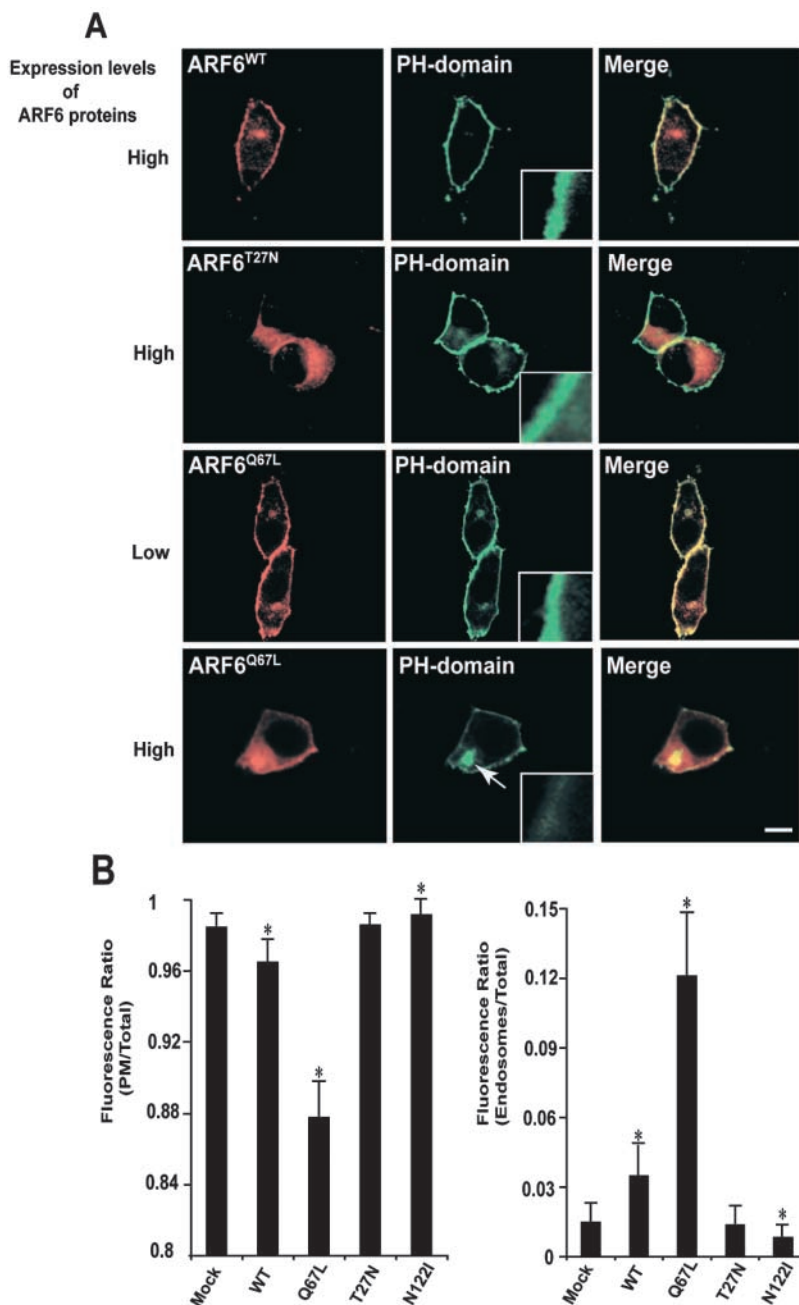 A
Expression levels
of
ARF6 proteins
ARF6WT
PH-domain
Merge
High
ARF6T27N
PH-domain
Merge
High
ARF6Q67L
PH-domain
Merge
Low
ARF6Q67L
PH-domain
Merge
High
B
Fluorescence Ratio
(PM/Total)
1
0.96
0.92
0.88
0.84
0.8
*
*
*
Mock
WT
Q67L
T27N
N122I
Fluorescence Ratio
(Endosomes/Total)
0.15
0.12
0.09
0.06
0.03
0
*
*
*
Mock
WT
Q67L
T27N
N122I